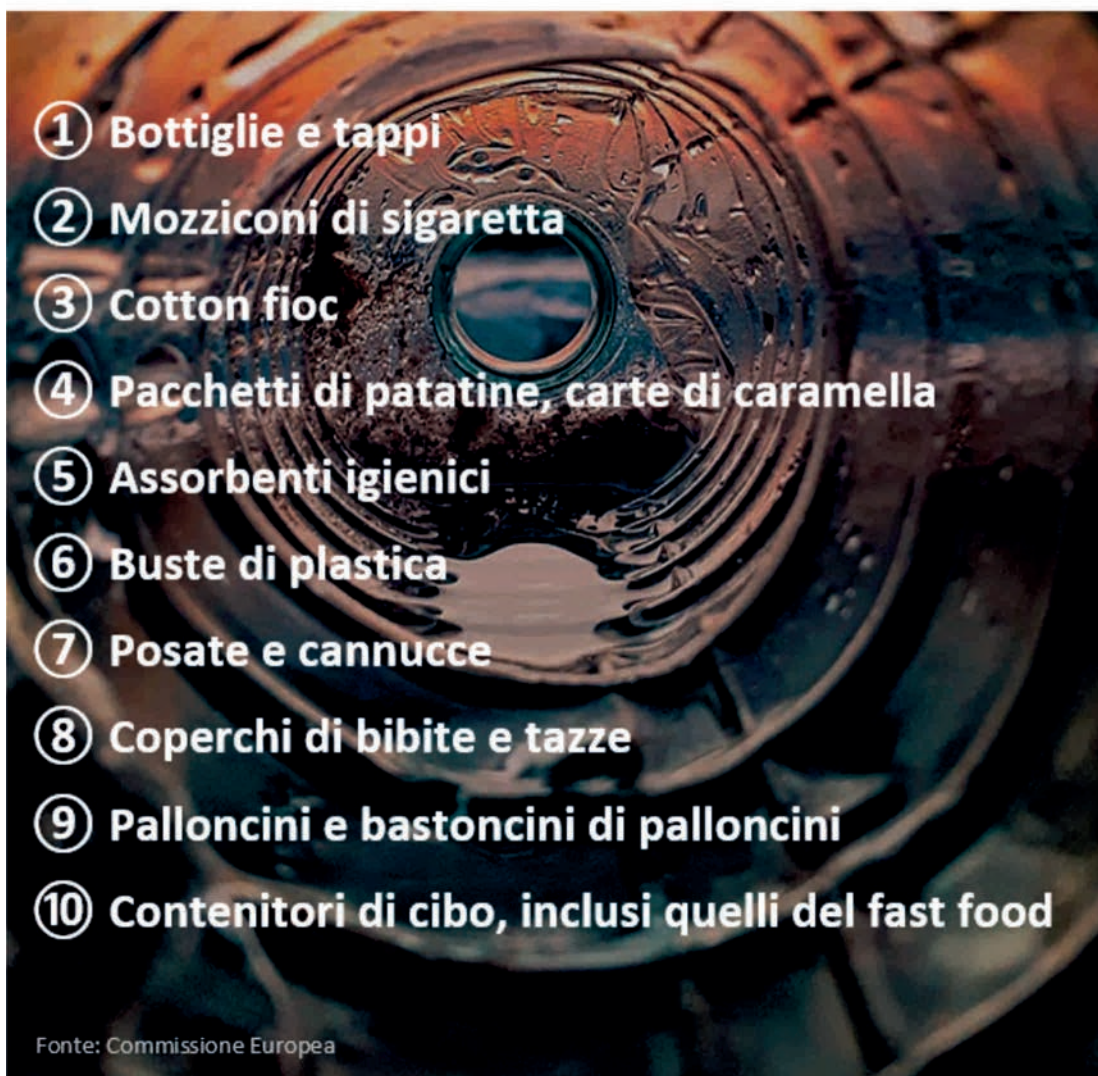 1 Bottiglie e tappi
2 Mozziconi di sigaretta
3 Cotton fioc
4 Pacchetti di patatine, carte di caramella
5 Assorbenti igienici
6 Buste di plastica
7 Posate e cannucce
8 Coperchi di bibite e tazze
9 Palloncini e bastoncini di palloncini
10 Contenitori di cibo, inclusi quelli del fast food
Fonte: Commissione Europea